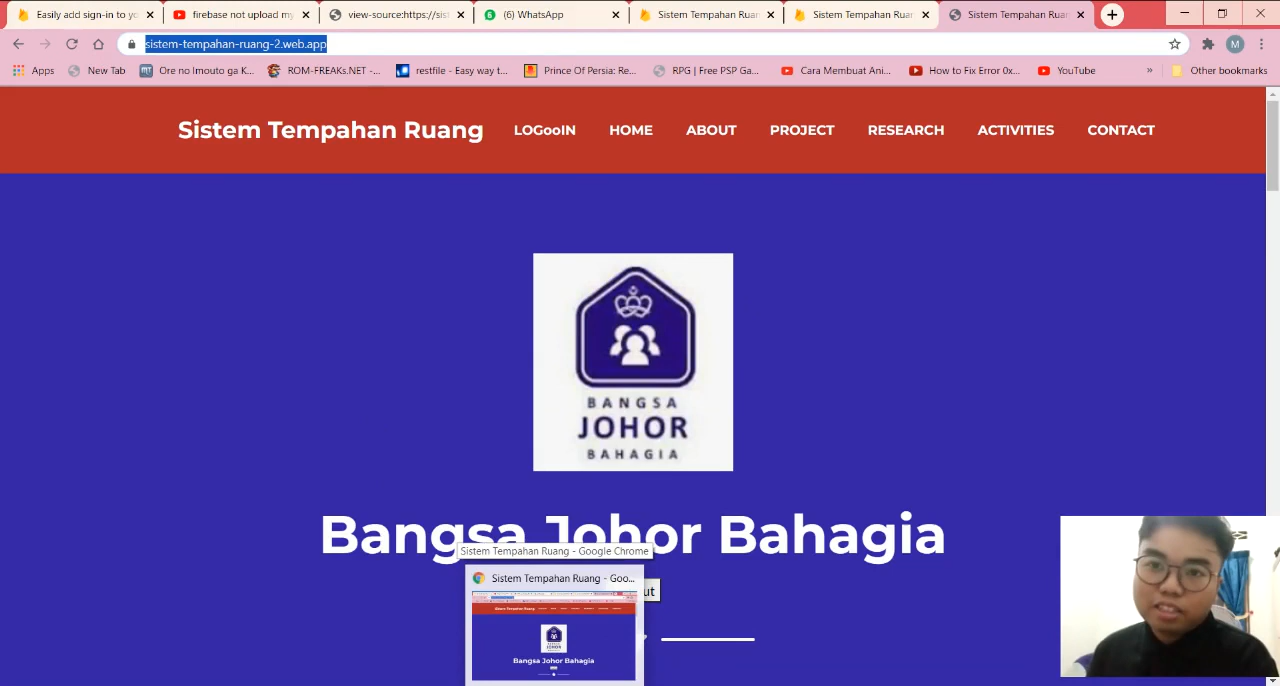 Easily add sign-in to yo
firebase not upload my
view-source:https://sist
(6) WhatsApp
Sistem Tempahan Ruan
Sistem Tempahan Ruan
Sistem Tempahan Ruan
sistem-tempahan-ruang-2.web.app
M
Apps
New Tab
Ore no Imouto ga K...
ROM-FREAKs.NET -...
restfile - Easy way t...
Prince Of Persia: Re...
RPG | Free PSP Ga...
Cara Membuat Ani...
How to Fix Error 0x...
YouTube
»
Other bookmarks
Sistem Tempahan Ruang
LOGooIN
HOME
ABOUT
PROJECT
RESEARCH
ACTIVITIES
CONTACT
BANGSA
JOHOR
BAHAGIA
Bangsa Johor Bahagia
Sistem Tempahan Ruang - Google Chrome
Sistem Tempahan Ruang - Goo...
ut
Sistem Tempahan Ruang
Bangsa Johor Bahagia